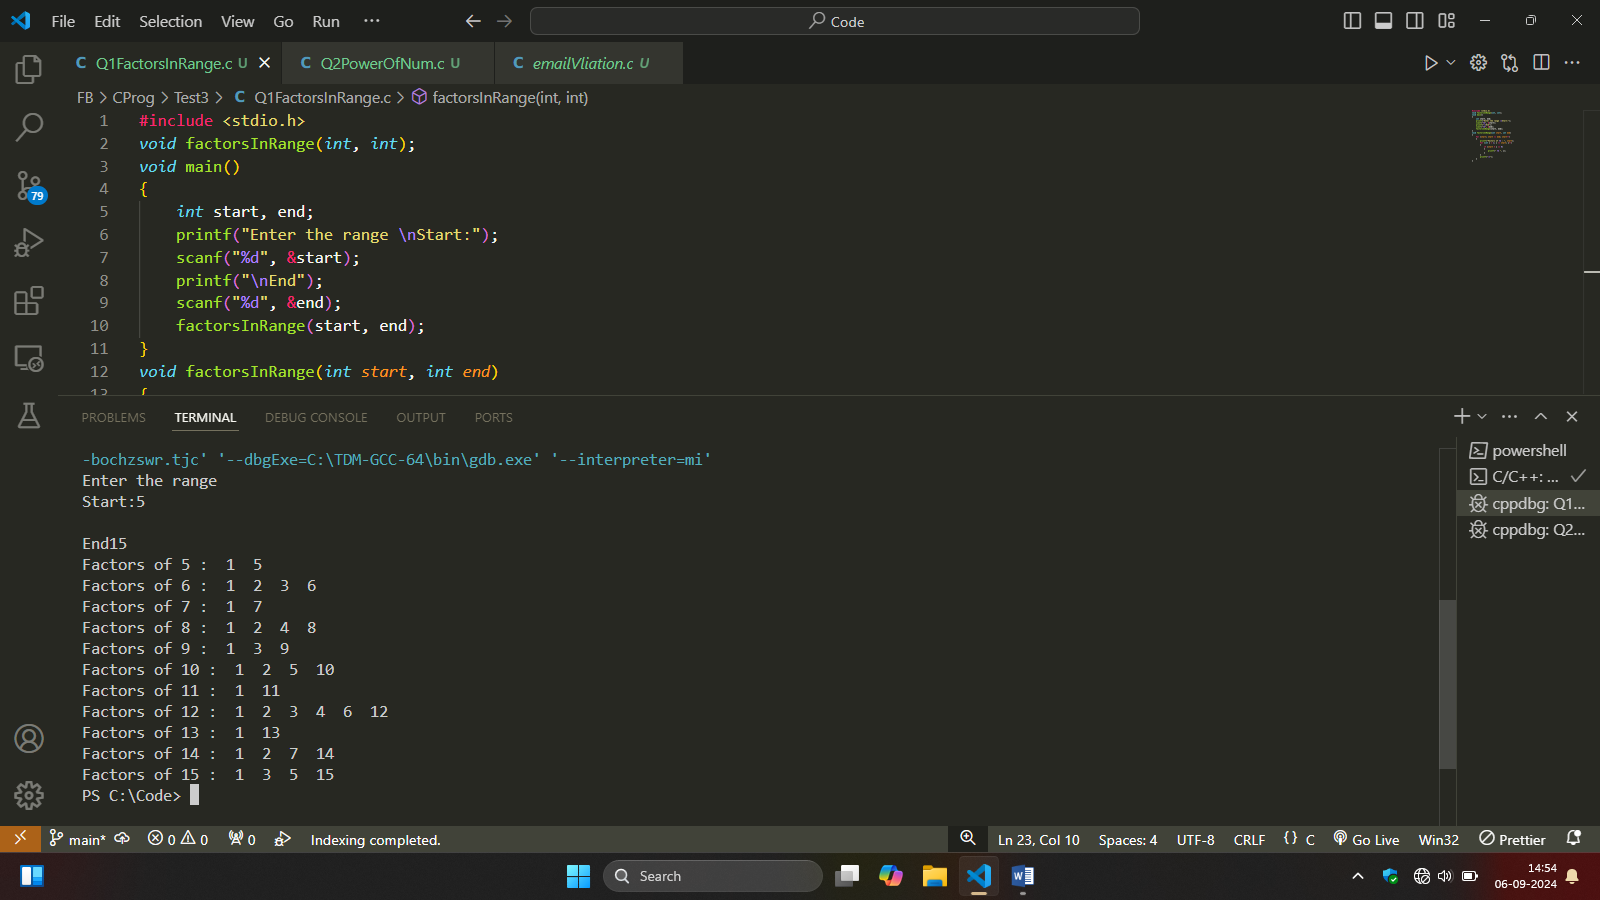 File Edit Selection View Go Run ··· Code
C Q1FactorsInRange.c U C Q2PowerOfNum.c U C emailVliation.c U
FB > CProg > Test3 > C Q1FactorsInRange.c > factorsInRange(int, int)
1 #include <stdio.h>
2 void factorsInRange(int, int);
3 void main()
4 {
5 int start, end;
6 printf("Enter the range \nStart:");
7 scanf("%d", &start);
8 printf("\nEnd");
9 scanf("%d", &end);
10 factorsInRange(start, end);
11 }
12 void factorsInRange(int start, int end)
13 {
79
PROBLEMS TERMINAL DEBUG CONSOLE OUTPUT PORTS
-bochzswr.tjc' '--dbgExe=C:\TDM-GCC-64\bin\gdb.exe' '--interpreter=mi'
Enter the range
Start:5
End15
Factors of 5 : 1 5
Factors of 6 : 1 2 3 6
Factors of 7 : 1 7
Factors of 8 : 1 2 4 8
Factors of 9 : 1 3 9
Factors of 10 : 1 2 5 10
Factors of 11 : 1 11
Factors of 12 : 1 2 3 4 6 12
Factors of 13 : 1 13
Factors of 14 : 1 2 7 14
Factors of 15 : 1 3 5 15
PS C:\Code>
powershell
C/C++: ...
cppdbg: Q1...
cppdbg: Q2...
main* 0 0 0 Indexing completed. Ln 23, Col 10 Spaces: 4 UTF-8 CRLF {} C Go Live Win32 Prettier
Search
14:54
06-09-2024